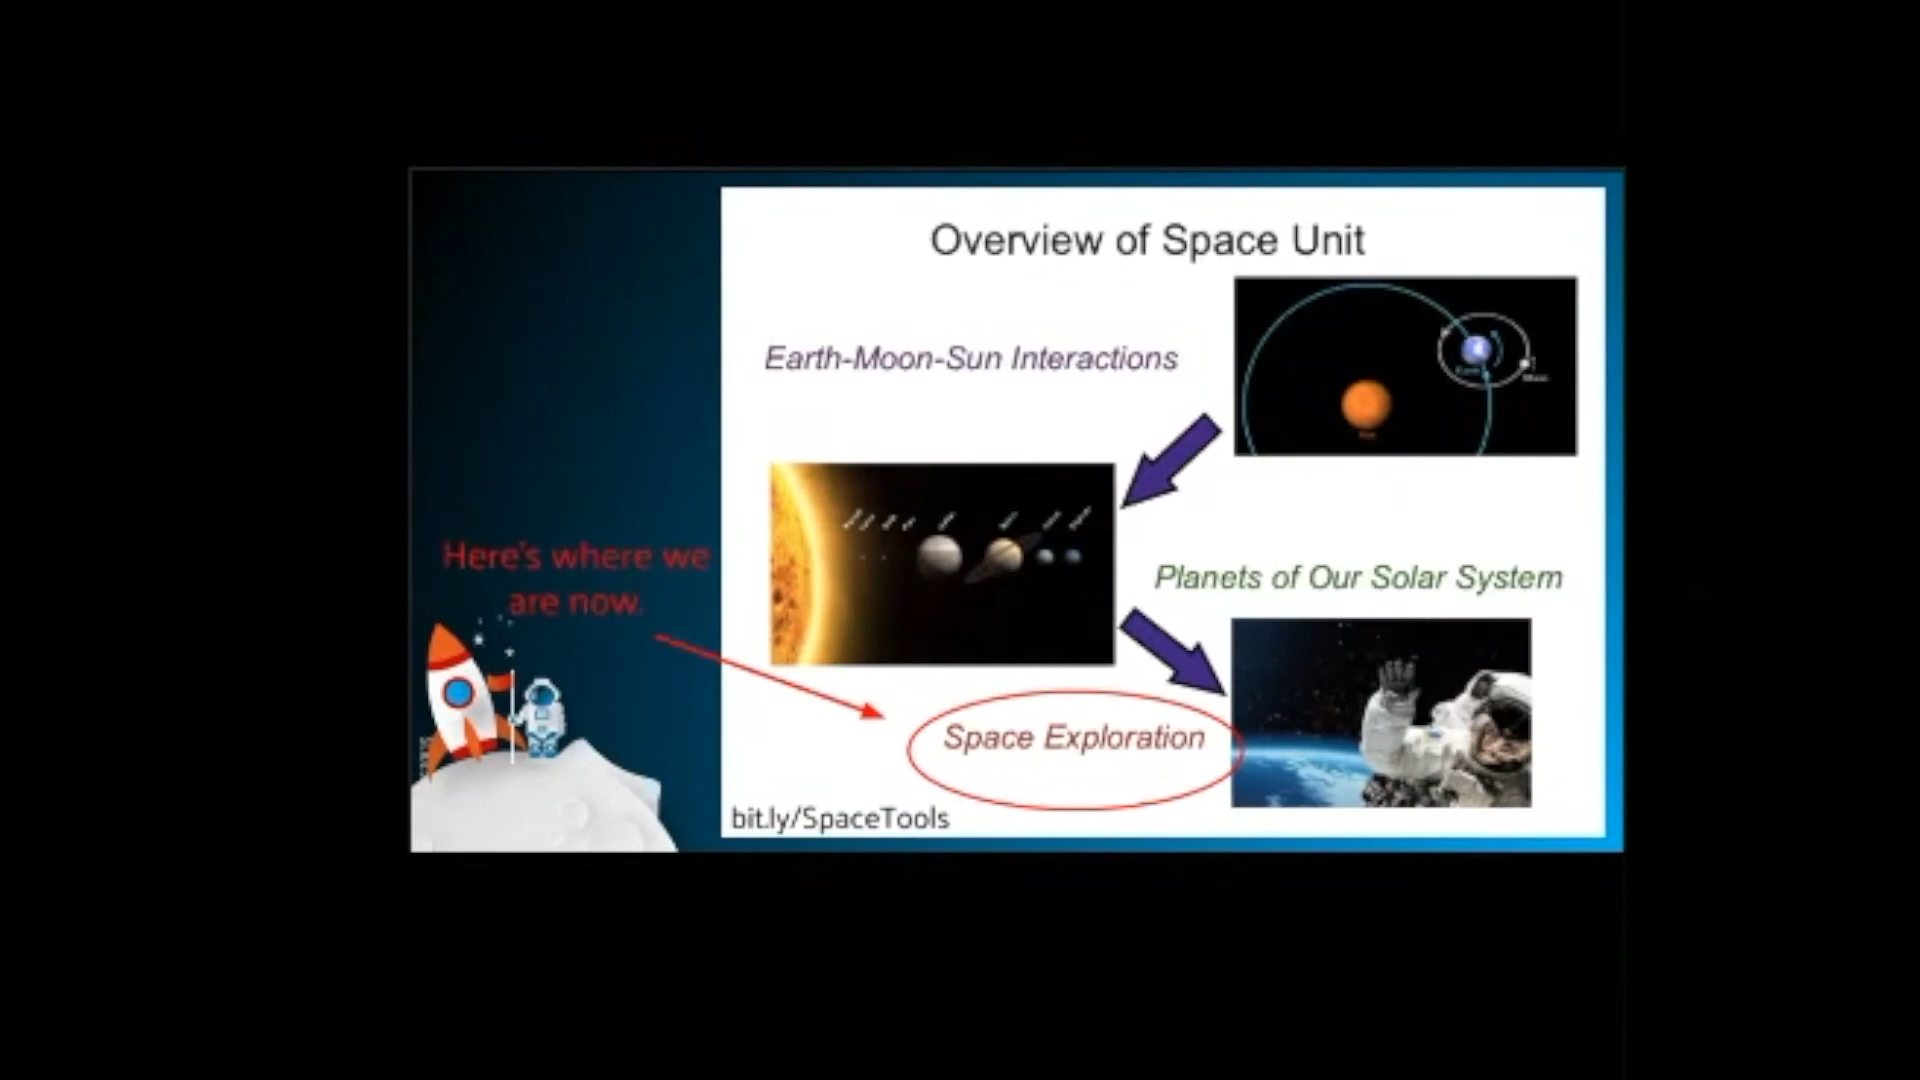 Overview of Space Unit
Earth-Moon-Sun Interactions
Here's where we
are now.
Planets of Our Solar System
Space Exploration
bit.ly/SpaceTools